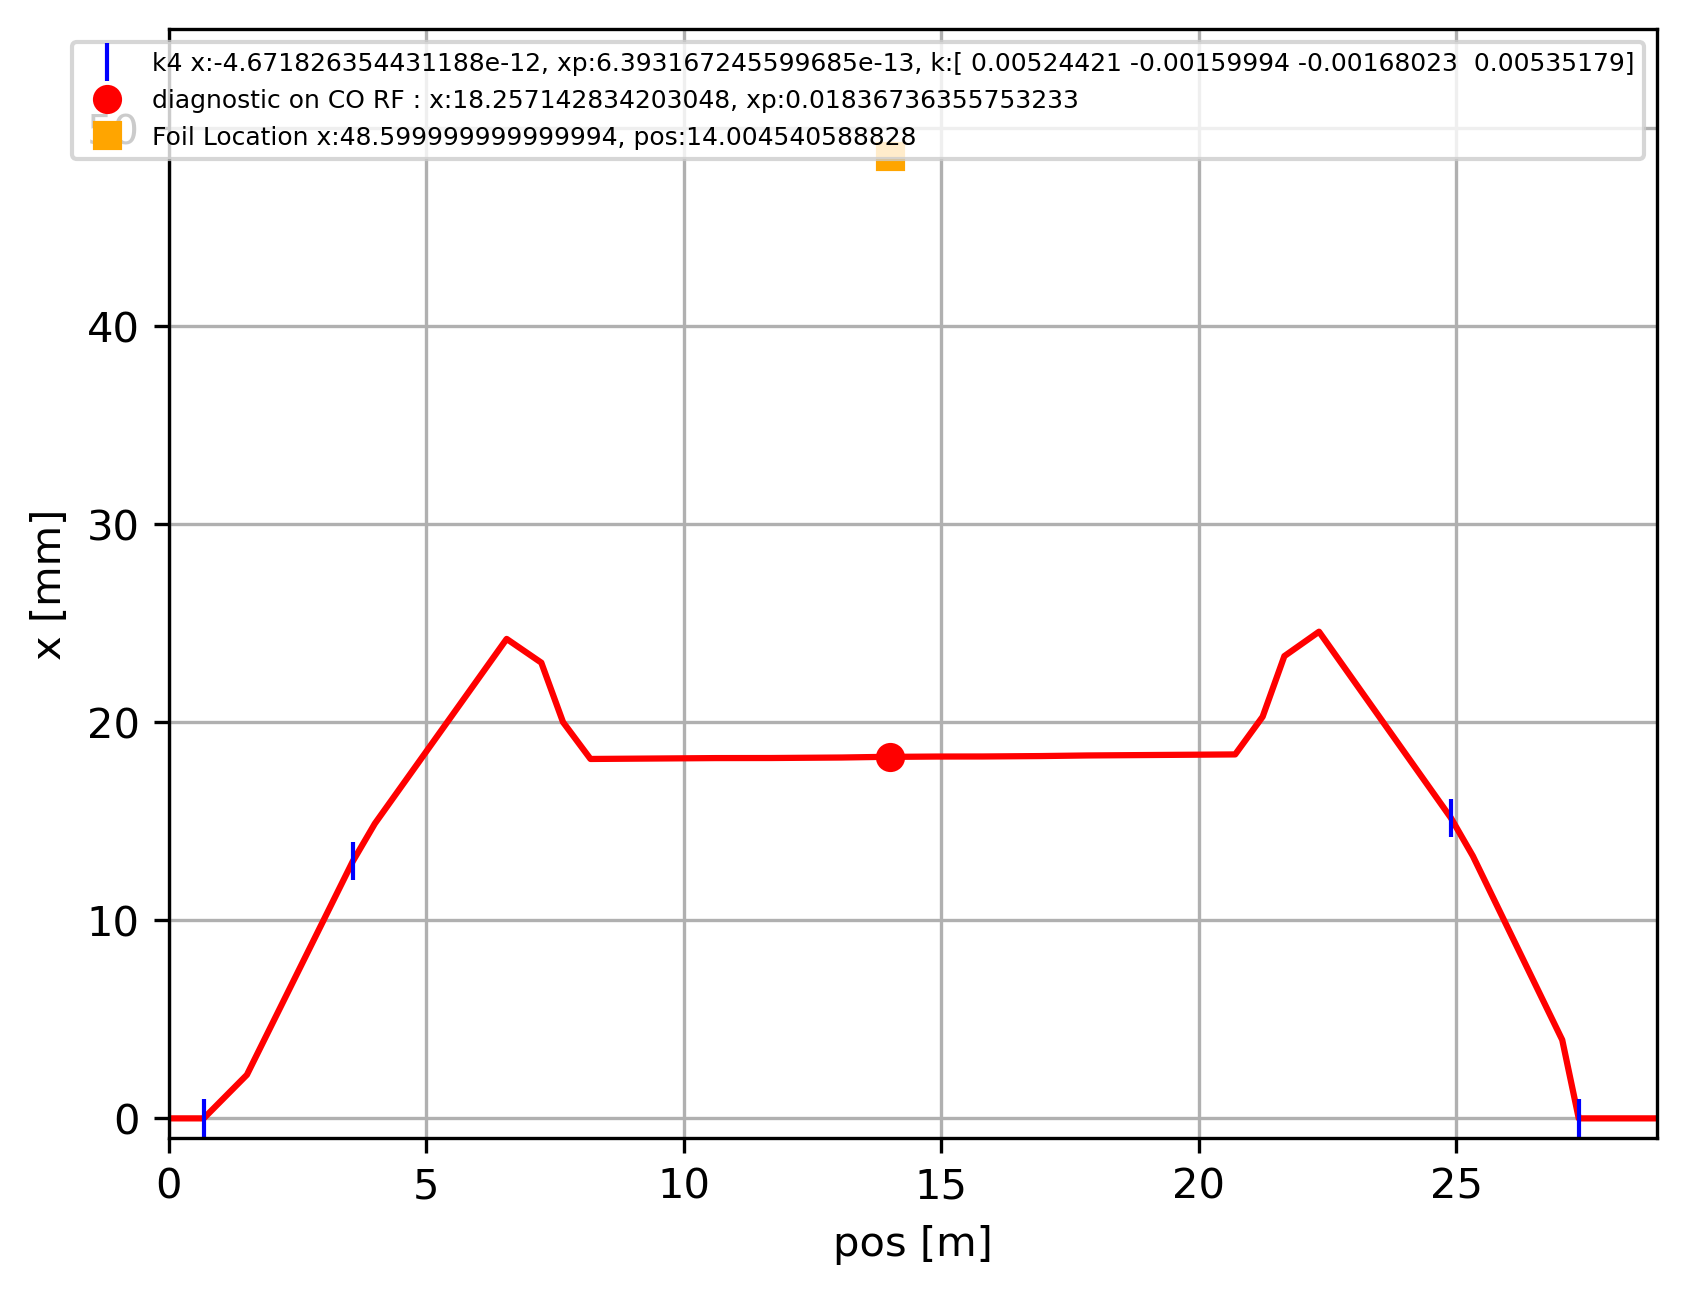 k4 x:-4.671826354431188e-12, xp:6.393167245599685e-13, k:[ 0.00524421 -0.00159994 -0.00168023  0.00535179]
diagnostic on CO RF : x:18.257142834203048, xp:0.01836736355753233
Foil Location x:48.599999999999994, pos:14.004540588828
50
40
30
20
10
0
x [mm]
0 5 10 15 20 25
pos [m]